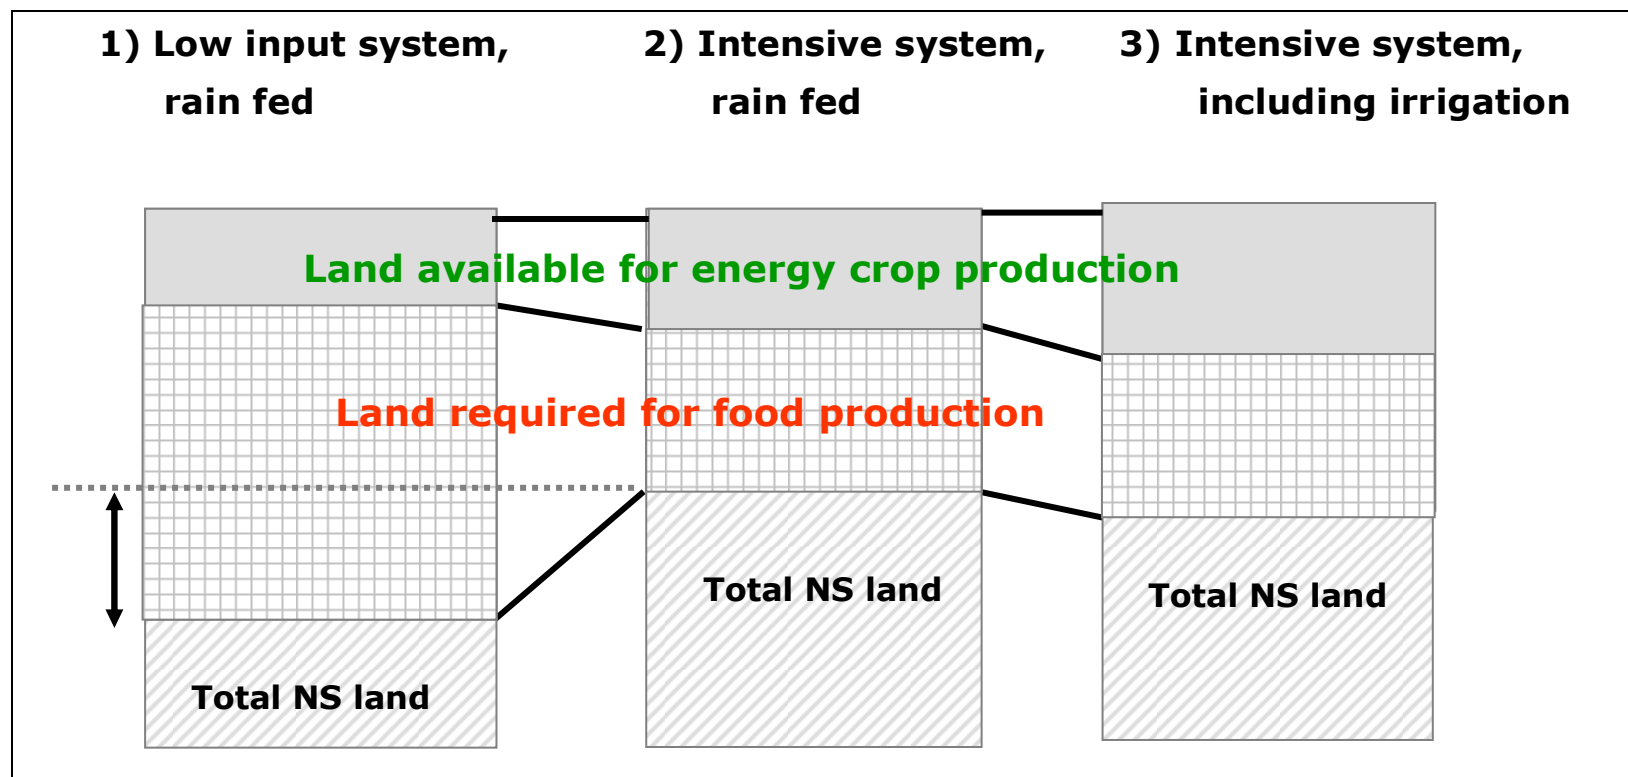 1) Low input system,
rain fed
2) Intensive system,
rain fed
3) Intensive system,
including irrigation
Land available for energy crop production
Land required for food production
Total NS land
Total NS land
Total NS land